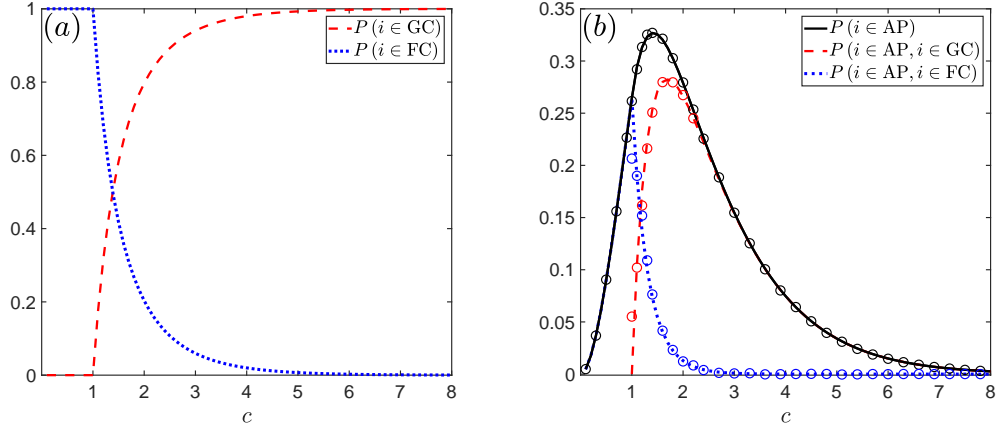 (a)
P (i ∈ GC)
P (i ∈ FC)
1
0.8
0.6
0.4
0.2
0
0 1 2 3 4 5 6 7 8
c
(b)
P (i ∈ AP)
P (i ∈ AP, i ∈ GC)
P (i ∈ AP, i ∈ FC)
0.35
0.3
0.25
0.2
0.15
0.1
0.05
0
0 1 2 3 4 5 6 7 8
c